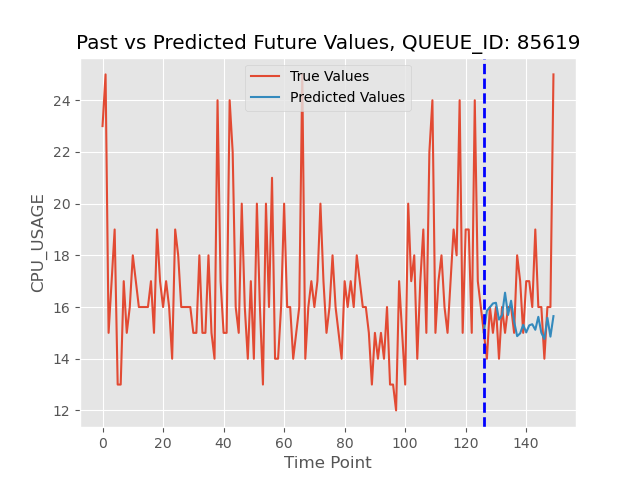 Past vs Predicted Future Values, QUEUE_ID: 85619
True Values
Predicted Values
24
22
20
18
16
14
12
CPU_USAGE
0 20 40 60 80 100 120 140
Time Point